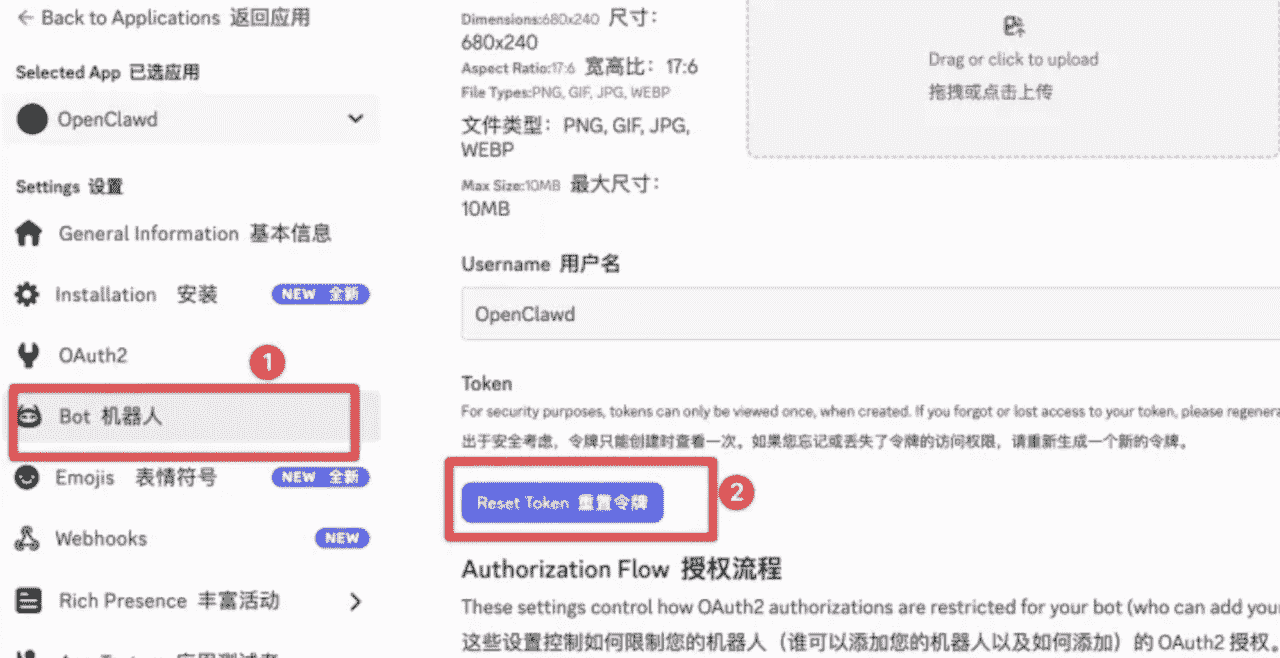 ← Back to Applications 返回应用
Selected App 已选应用
OpenClawd
Settings 设置
General Information 基本信息
Installation 安装 NEW 全新
OAuth2
1
Bot 机器人
Emojis 表情符号 NEW 全新
Webhooks NEW
Rich Presence 丰富活动
Dimensions:680x240 尺寸：
680x240
Aspect Ratio:17:6 宽高比：17:6
File Types:PNG, GIF, JPG, WEBP
文件类型：PNG, GIF, JPG,
WEBP
Max Size:10MB 最大尺寸：
10MB
Drag or click to upload
拖拽或点击上传
Username 用户名
OpenClawd
Token
For security purposes, tokens can only be viewed once, when created. If you forgot or lost access to your token, please regenera
出于安全考虑，令牌只能创建时查看一次。如果您忘记或丢失了令牌的访问权限，请重新生成一个新的令牌。
Reset Token 重置令牌
2
Authorization Flow 授权流程
These settings control how OAuth2 authorizations are restricted for your bot (who can add your
这些设置控制如何限制您的机器人（谁可以添加您的机器人以及如何添加）的 OAuth2 授权。